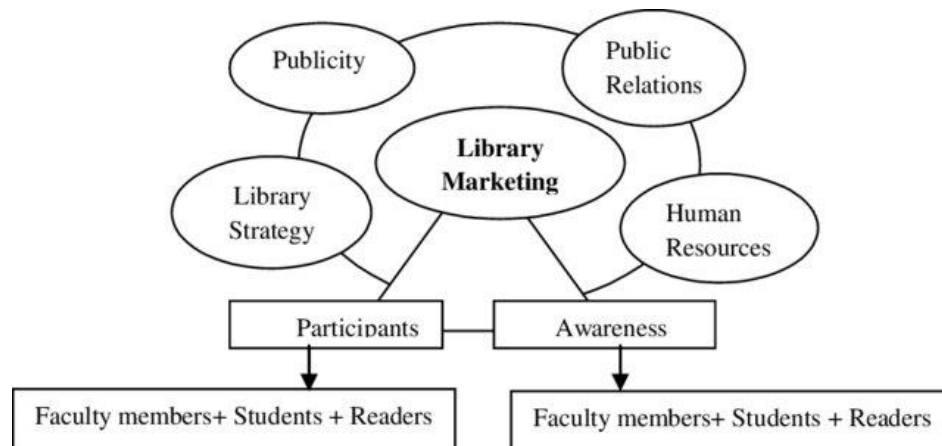 Publicity
Public
Relations
Library
Marketing
Library
Strategy
Human
Resources
Participants
Awareness
Faculty members+ Students + Readers
Faculty members+ Students + Readers